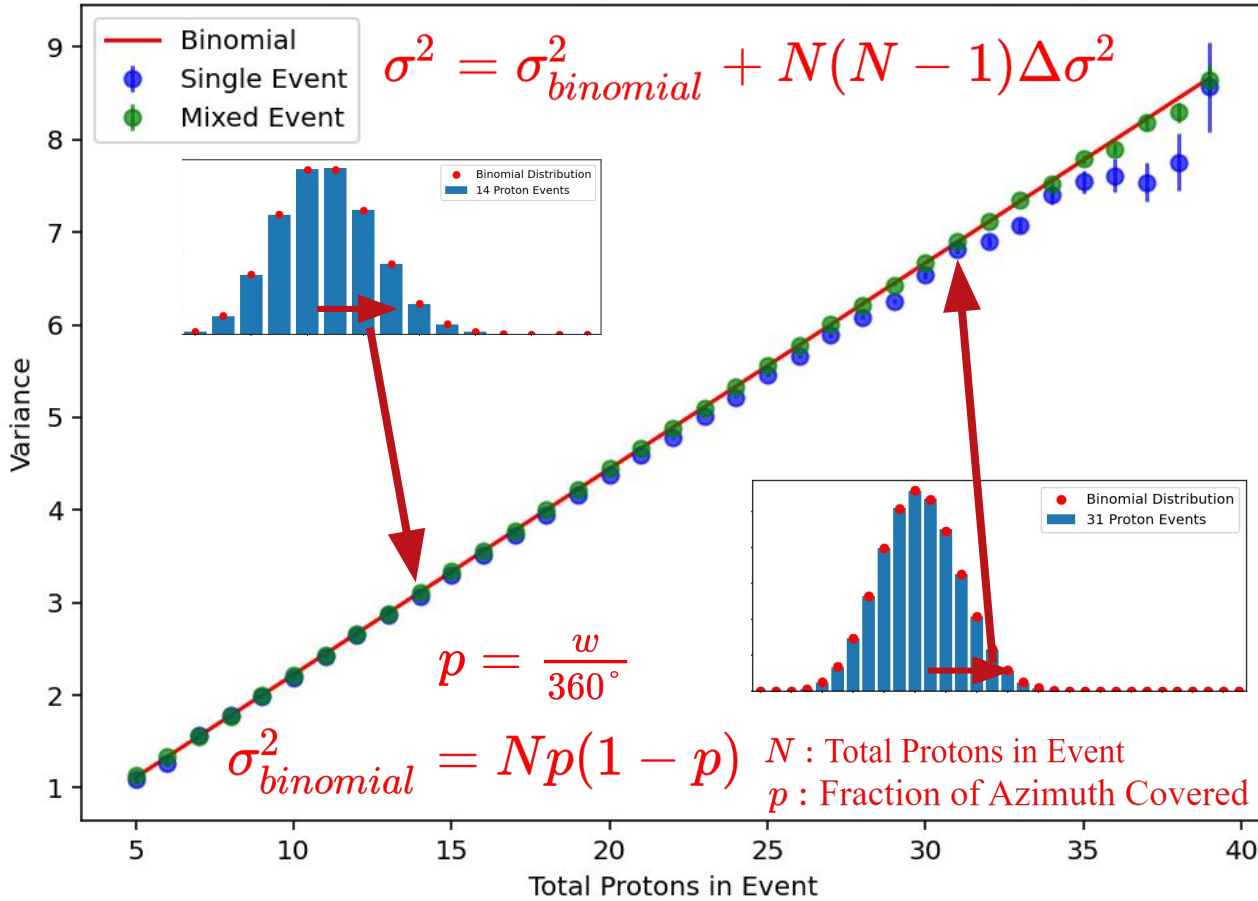 Binomial
Single Event
Mixed Event
σ² = σ²_binomial + N(N − 1)Δσ²
Binomial Distribution
14 Proton Events
Binomial Distribution
31 Proton Events
p = w/360°
σ²_binomial = Np(1 − p)
N : Total Protons in Event
p : Fraction of Azimuth Covered
9
8
7
6
5
4
3
2
1
Variance
5 10 15 20 25 30 35 40
Total Protons in Event